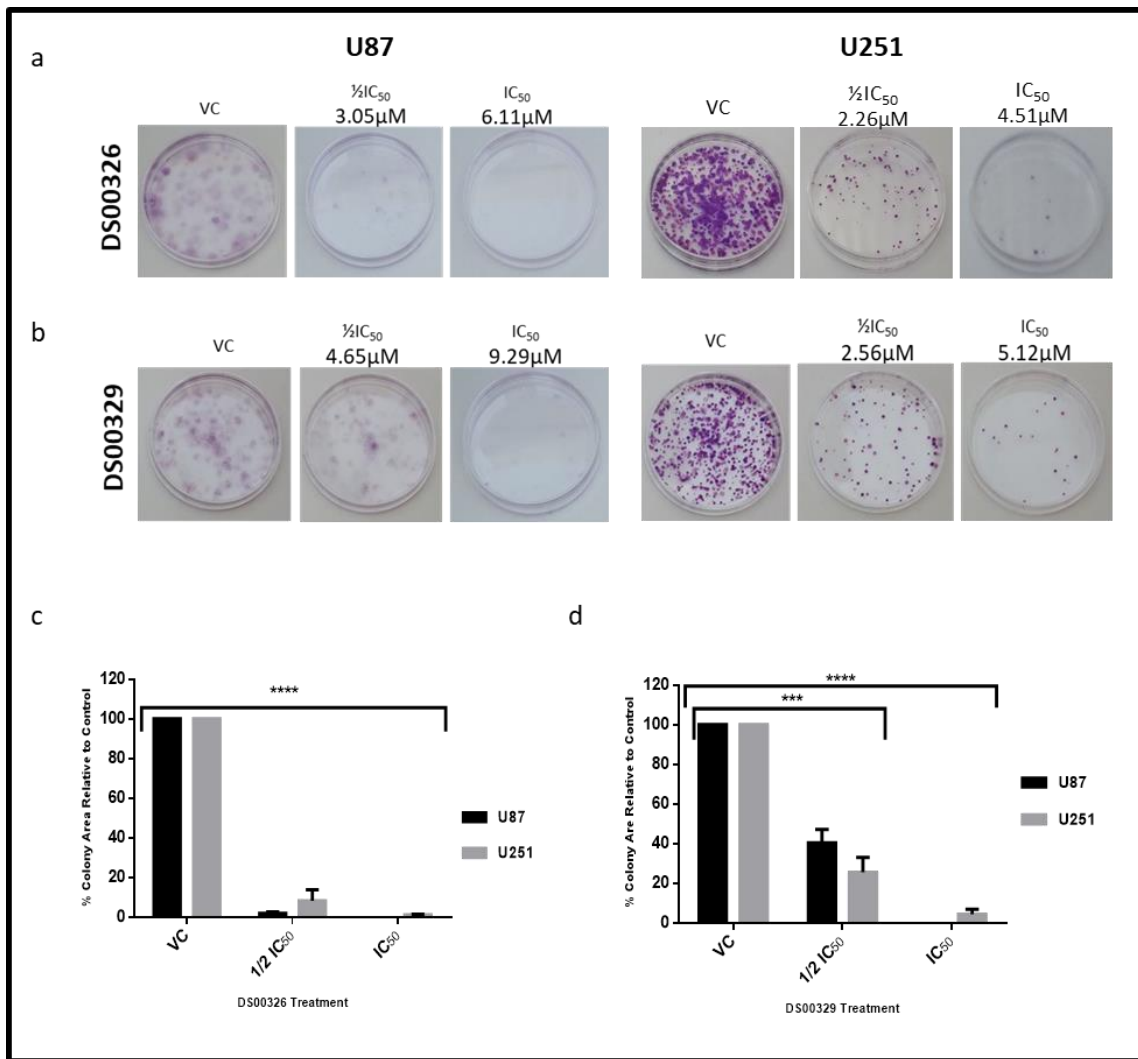 a
U87
U251
VC
½IC₅₀
3.05µM
IC₅₀
6.11µM
VC
½IC₅₀
2.26µM
IC₅₀
4.51µM
DS00326
b
VC
½IC₅₀
4.65µM
IC₅₀
9.29µM
VC
½IC₅₀
2.56µM
IC₅₀
5.12µM
DS00329
c
% Colony Area Relative to Control
120
100
80
60
40
20
0
****
U87
U251
VC
1/2 IC₅₀
IC₅₀
DS00326 Treatment
d
% Colony Are Relative to Control
120
100
80
60
40
20
0
****
***
U87
U251
VC
1/2 IC₅₀
IC₅₀
DS00329 Treatment